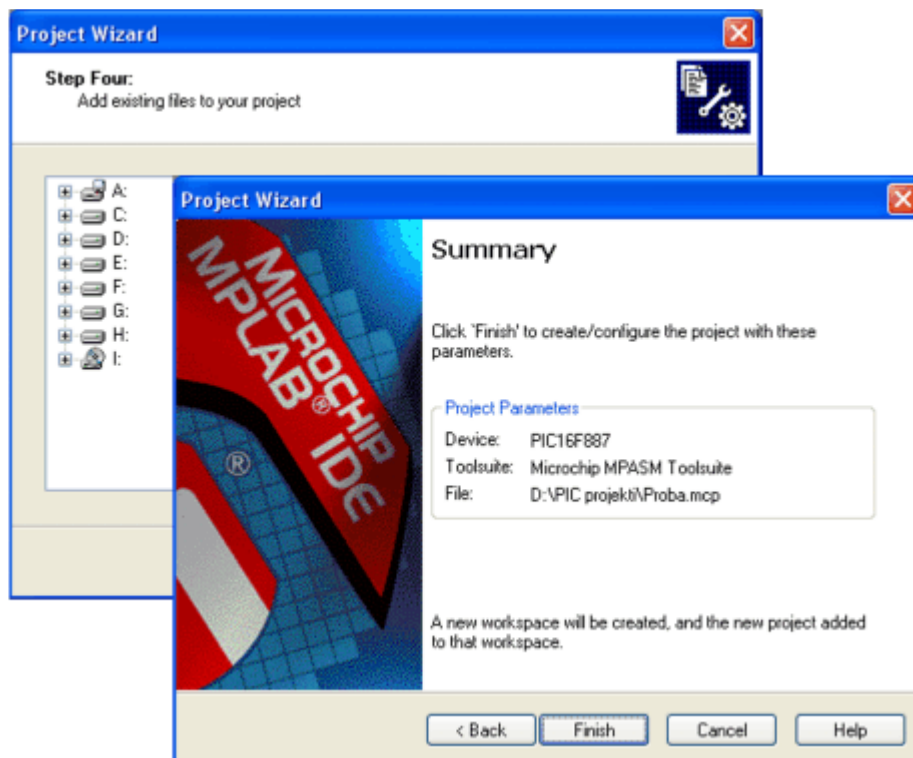 Project Wizard
Step Four:
Add existing files to your project
A:
C:
D:
E:
F:
G:
H:
I:
Project Wizard
MICROCHIP
MPLAB® IDE
®
Summary
Click 'Finish' to create/configure the project with these
parameters.
Project Parameters
Device: PIC16F887
Toolsuite: Microchip MPASM Toolsuite
File: D:\PIC projekti\Proba.mcp
A new workspace will be created, and the new project added
to that workspace.
< Back Finish Cancel Help